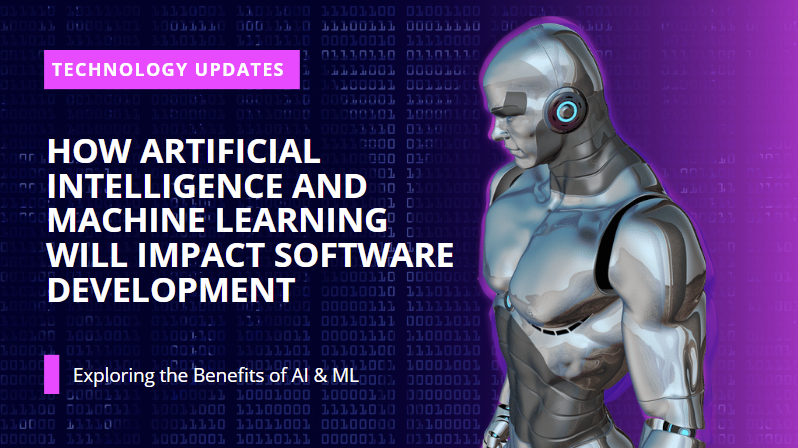 TECHNOLOGY UPDATES
HOW ARTIFICIAL
INTELLIGENCE AND
MACHINE LEARNING
WILL IMPACT SOFTWARE
DEVELOPMENT
Exploring the Benefits of AI & ML